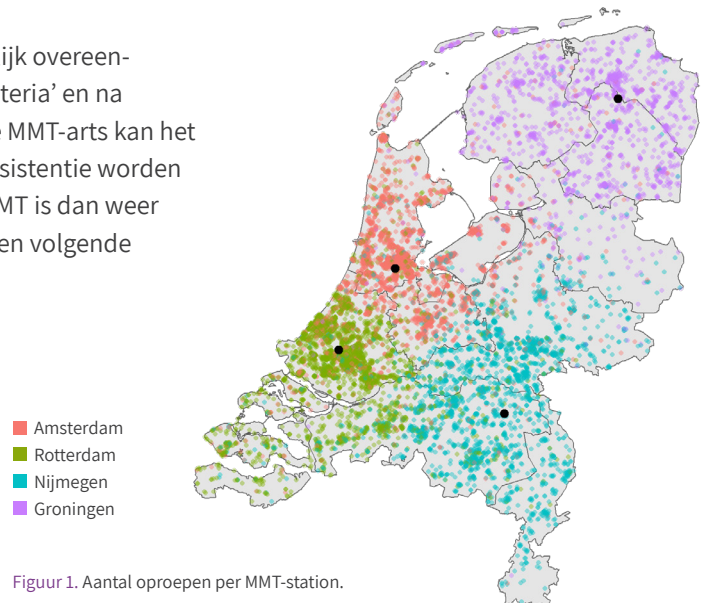 ijk overeen-
teria’ en na
e MMT-arts kan het
sistentie worden
MT is dan weer
en volgende
Amsterdam
Rotterdam
Nijmegen
Groningen
Figuur 1. Aantal oproepen per MMT-station.